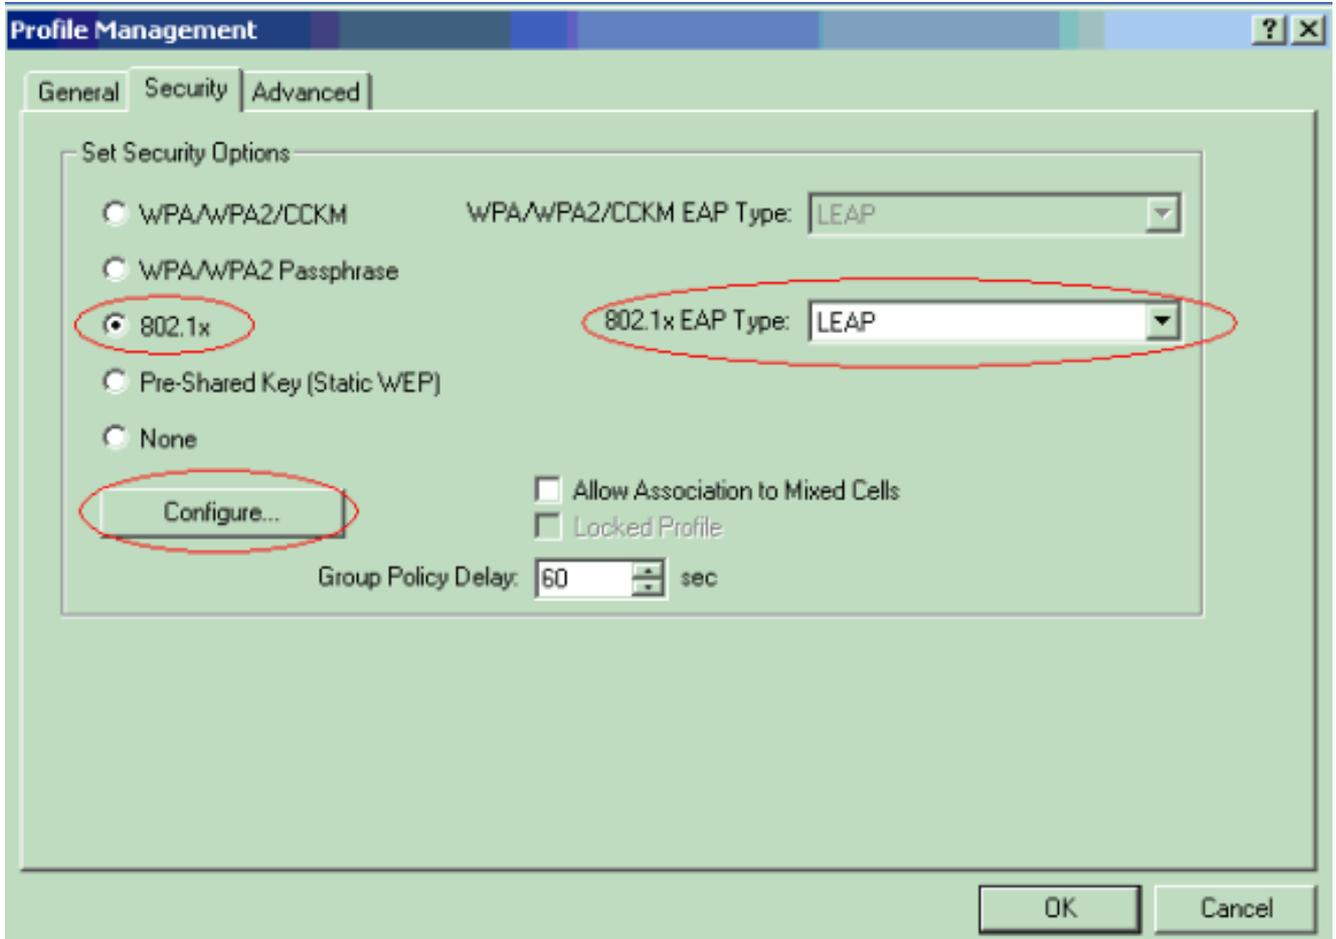 Profile Management
General Security Advanced
Set Security Options
WPA/WPA2/CCKM WPA/WPA2/CCKM EAP Type: LEAP
WPA/WPA2 Passphrase
802.1x 802.1x EAP Type: LEAP
Pre-Shared Key (Static WEP)
None
Configure... Allow Association to Mixed Cells
Locked Profile
Group Policy Delay: 60 sec
OK Cancel